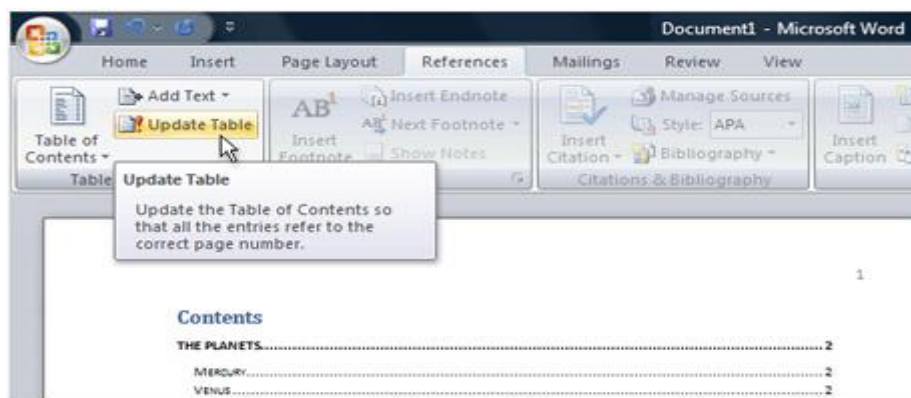 Document1 - Microsoft Word
Home Insert Page Layout References Mailings Review View
Add Text
Update Table
Table of
Contents
Table
AB¹
Insert
Footnote
Insert Endnote
Next Footnote
Show Notes
Insert
Citation
Manage Sources
Style: APA
Bibliography
Citations & Bibliography
Insert
Caption
Update Table
Update the Table of Contents so
that all the entries refer to the
correct page number.
1
Contents
THE PLANETS 2
MERCURY 2
VENUS 2